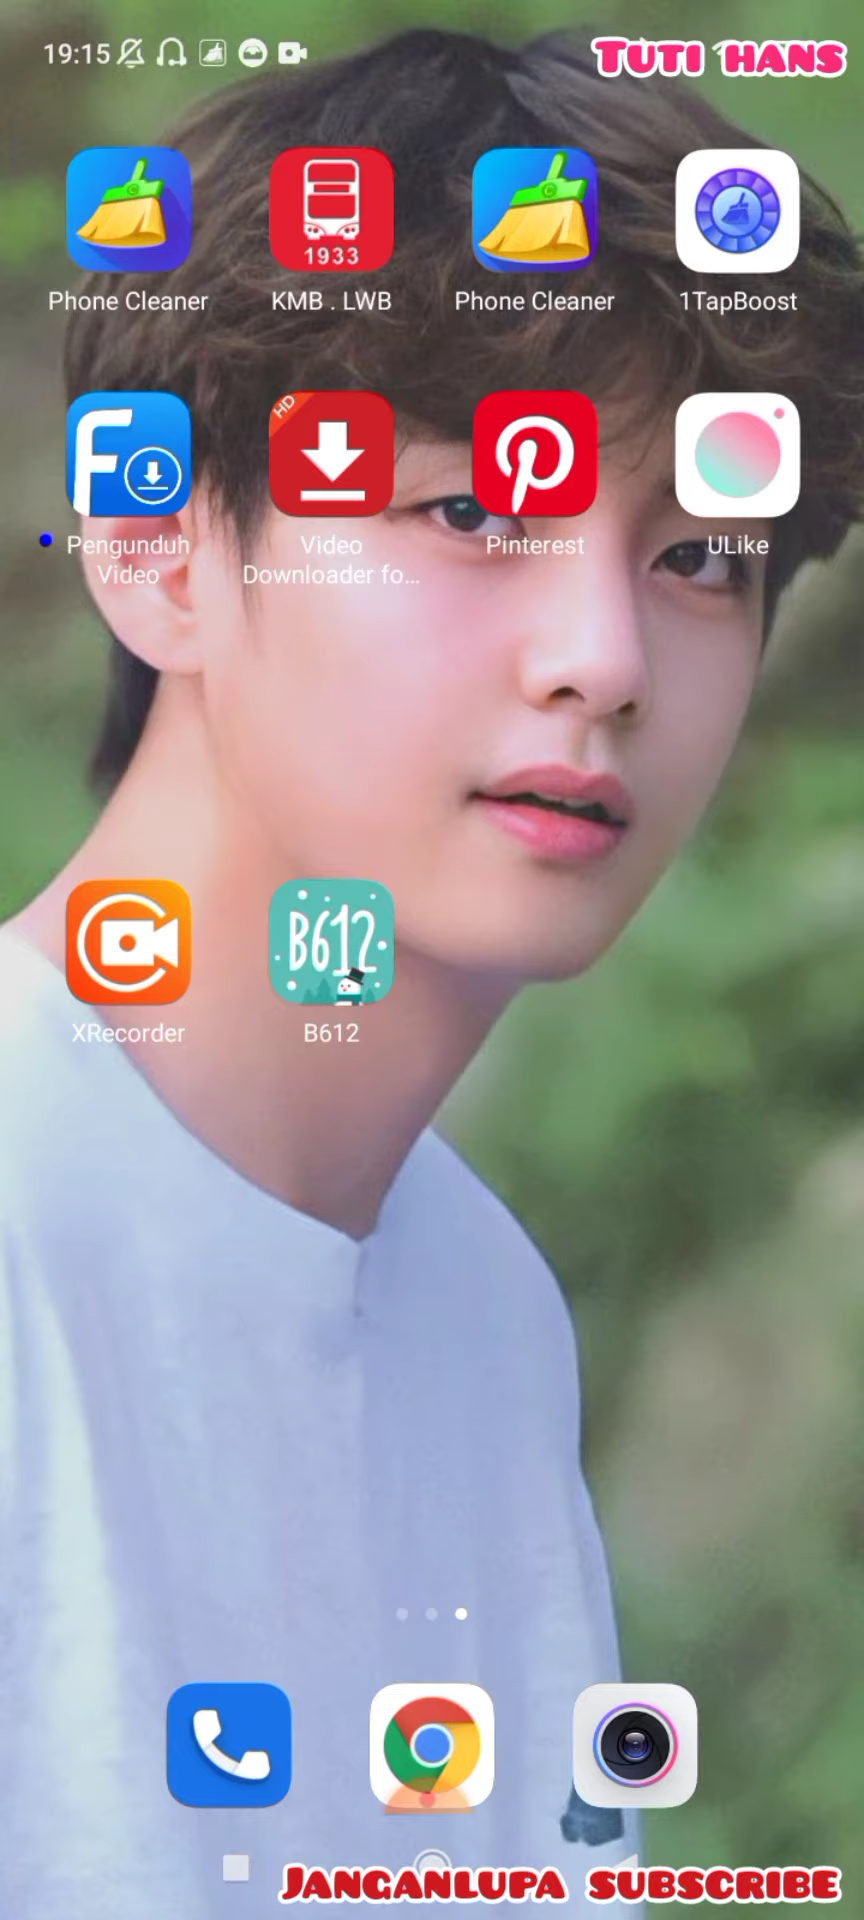 19:15
TUTI HANS
1933
Phone Cleaner
KMB . LWB
Phone Cleaner
1TapBoost
HD
Pengunduh
Video
Video
Downloader fo...
Pinterest
ULike
B612
XRecorder
B612
JANGANLUPA SUBSCRIBE